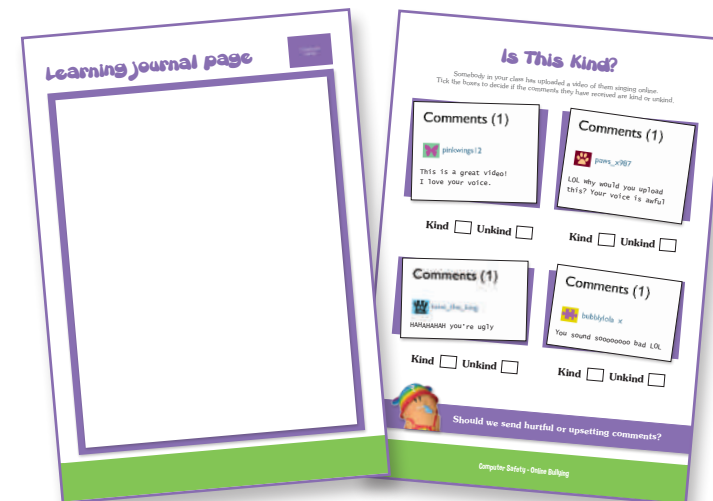 Learning journal page
Is This Kind?
Somebody in your class has uploaded a video of them singing online.
Tick the boxes to decide if the comments they have received are kind or unkind.
Comments (1)
pinkwings12
This is a great video!
I love your voice.
Kind Unkind
Comments (1)
paws_x987
LOL why would you upload
this? Your voice is awful
Kind Unkind
Comments (1)
HAHAHAHAH you're ugly
Kind Unkind
Comments (1)
bubblylola x
You sound soooooooo bad LOL
Kind Unkind
Should we send hurtful or upsetting comments?
Computer Safety - Online Bullying